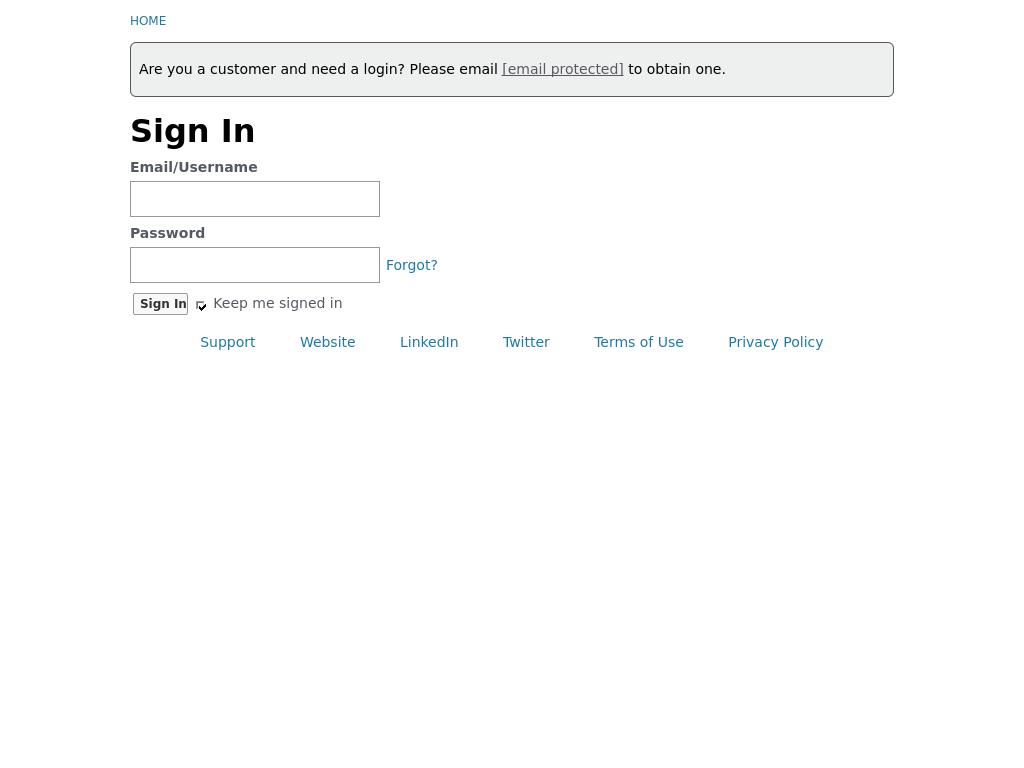 HOME
Are you a customer and need a login? Please email [email protected] to obtain one.
Sign In
Email/Username
Password
Forgot?
Sign In Keep me signed in
Support Website LinkedIn Twitter Terms of Use Privacy Policy